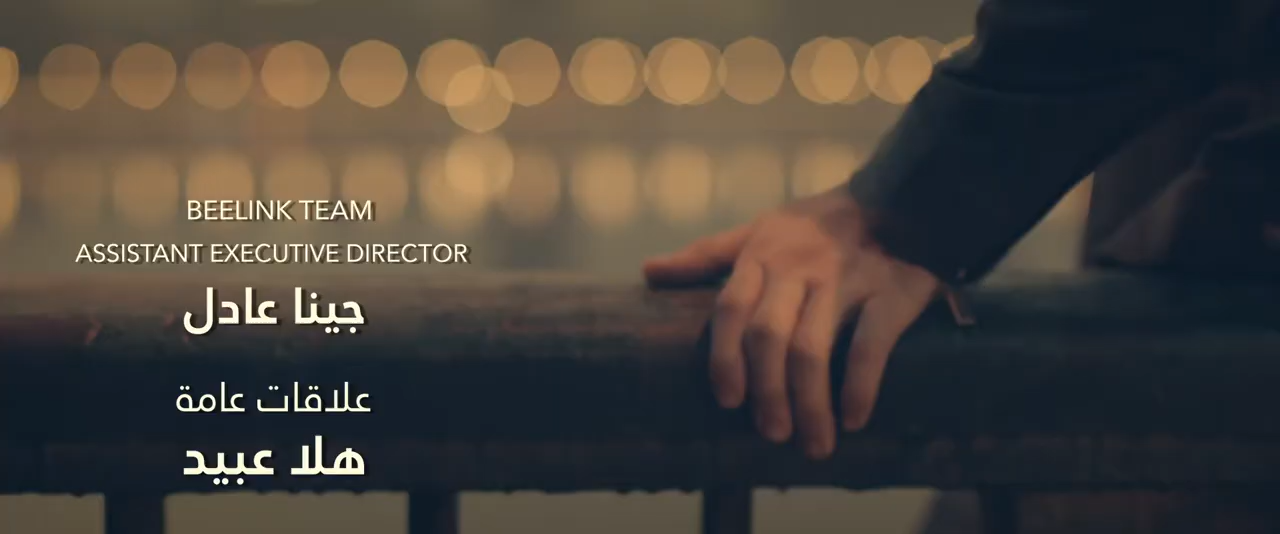 BEELINK TEAM
ASSISTANT EXECUTIVE DIRECTOR
جينا عادل
علاقات عامة
هلا عبيد